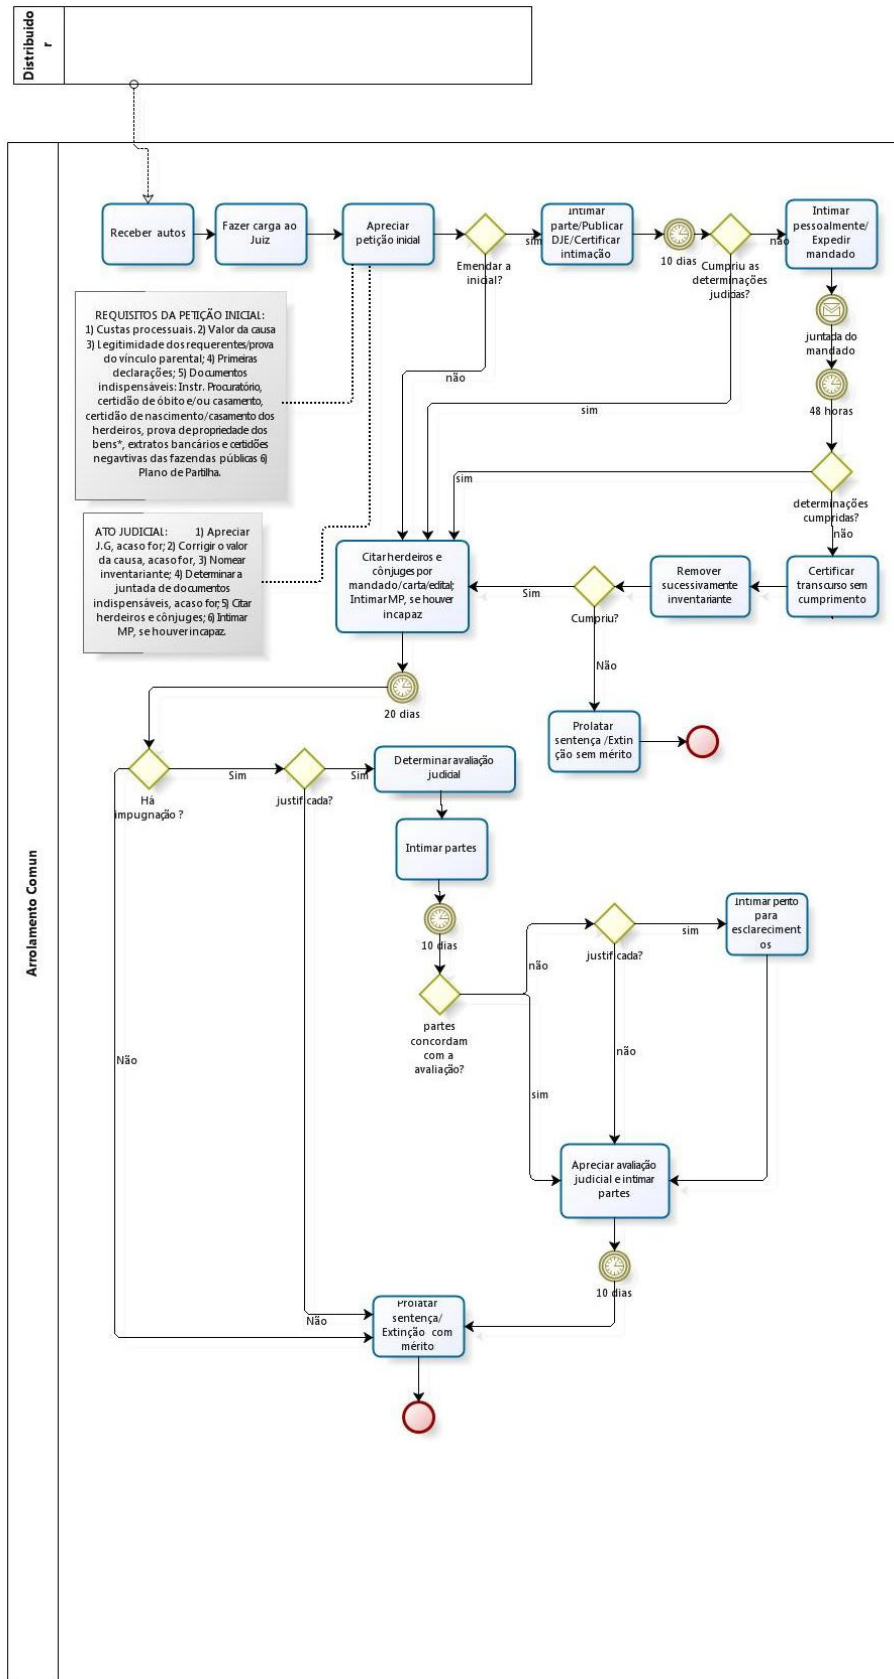 Distribuido
r
Arrolamento Comun
Receber autos
Fazer carga ao
Juiz
Apreciar
petição inicial
Emendar a
inicial?
sim
não
Intimar
parte/Publicar
DJE/Certificar
intimação
10 dias
Cumpriu as
determinações
judicias?
não
sim
Intimar
pessoalmente/
Expedir
mandado
juntada do
mandado
48 horas
determinações
cumpridas?
sim
não
REQUISITOS DA PETIÇÃO INICIAL:
1) Custas processuais. 2) Valor da causa
3) Legitimidade dos requerentes/prova
do vínculo parental; 4) Primeiras
declarações; 5) Documentos
indispensáveis: Instr. Procuratório,
certidão de óbito e/ou casamento,
certidão de nascimento/casamento dos
herdeiros, prova de propriedade dos
bens*, extratos bancários e certidões
negavtivas das fazendas públicas 6)
Plano de Partilha.
ATO JUDICIAL: 1) Apreciar
J.G, acaso for; 2) Corrigir o valor
da causa, acaso for, 3) Nomear
inventariante; 4) Determinar a
juntada de documentos
indispensáveis, acaso for; 5) Citar
herdeiros e cônjuges; 6) Intimar
MP, se houver incapaz.
Citar herdeiros e
cônjuges por
mandado/carta/edital;
Intimar MP, se houver
incapaz
Certificar
transcurso sem
cumprimento
Remover
sucessivamente
inventariante
Cumpriu?
Sim
Não
Prolatar
sentença /Extin
ção sem mérito
20 dias
Há
impugnação ?
Sim
Não
justificada?
Sim
Não
Determinar avaliação
judicial
Intimar partes
10 dias
partes
concordam
com a
avaliação?
não
sim
justificada?
sim
não
Intimar perito
para
esclareciment
os
Apreciar avaliação
judicial e intimar
partes
10 dias
Prolatar
sentença/
Extinção com
mérito